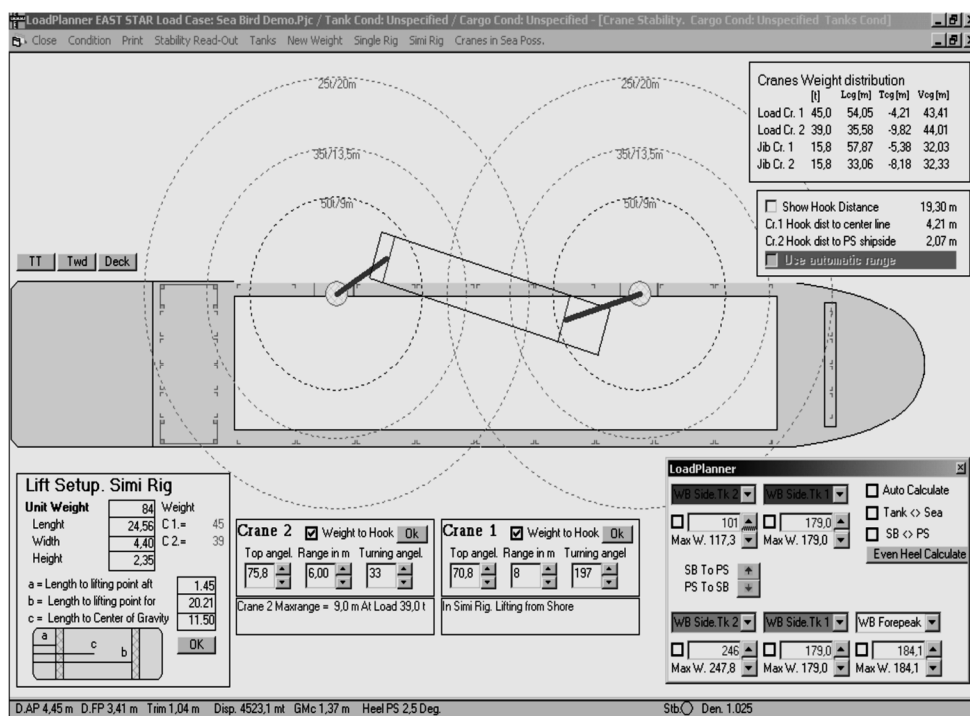 LoadPlanner EAST STAR Load Case: Sea Bird Demo.Pjc / Tank Cond: Unspecified / Cargo Cond: Unspecified - [Crane Stability. Cargo Cond: Unspecified Tanks Cond]
Close Condition Print Stability Read-Out Tanks New Weight Single Rig Simi Rig Cranes in Sea Poss.
25t/20m 25t/20m
35t/13,5m 35t/13,5m
50t/9m 50t/9m
Cranes Weight distribution
[t] Lcg[m] Tcg[m] Vcg[m]
Load Cr. 1 45,0 54,05 -4,21 43,41
Load Cr. 2 39,0 35,58 -9,82 44,01
Jib Cr. 1 15,8 57,87 -5,38 32,03
Jib Cr. 2 15,8 33,06 -8,18 32,33
Show Hook Distance 19,30 m
Cr.1 Hook dist to center line 4,21 m
Cr.2 Hook dist to PS shipside 2,07 m
Use automatic range
TT Twd Deck
Lift Setup. Simi Rig
Unit Weight 84 Weight
Lenght 24,56 C 1.= 45
Width 4,40 C 2.= 39
Height 2,35
a = Length to lifting point aft 1.45
b = Length to lifting point for 20.21
c = Length to Center of Gravity 11.50
a
c
b
OK
Crane 2 Weight to Hook Ok
Top angel. Range in m Turning angel.
75,8 6,00 33
Crane 2 Maxrange = 9,0 m At Load 39,0 t
Crane 1 Weight to Hook Ok
Top angel. Range in m Turning angel
70,8 8 197
In Simi Rig. Lifting from Shore
LoadPlanner
WB Side.Tk 2 WB Side.Tk 1 Auto Calculate
101 179,0 Tank <> Sea
Max W. 117,3 Max W. 179,0 SB <> PS
Even Heel Calculate
SB To PS
PS To SB
WB Side.Tk 2 WB Side.Tk 1 WB Forepeak
246 179,0 184,1
Max W. 247,8 Max W. 179,0 Max W. 184,1
D.AP 4,45 m D.FP 3,41 m Trim 1,04 m Disp. 4523,1 mt GMc 1,37 m Heel PS 2,5 Deg. Stb. Den. 1.025